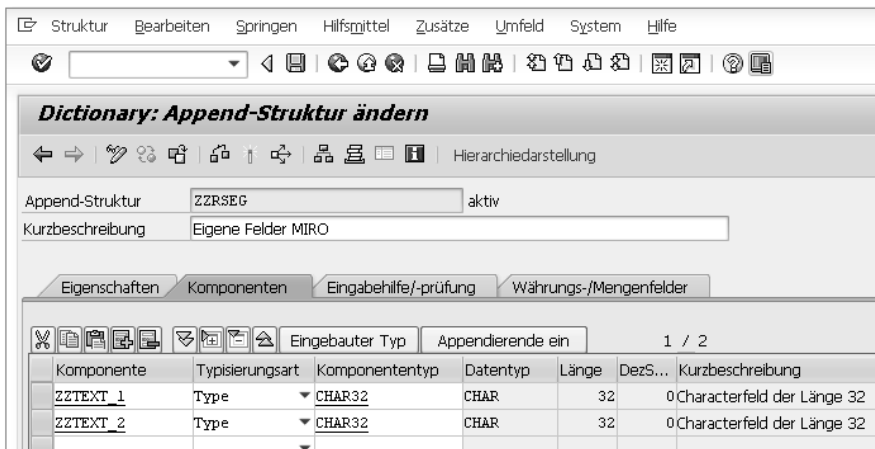 Struktur Bearbeiten Springen Hilfsmittel Zusätze Umfeld System Hilfe
Dictionary: Append-Struktur ändern
Hierarchiedarstellung
Append-Struktur ZZRSEG aktiv
Kurzbeschreibung Eigene Felder MIRO
Eigenschaften Komponenten Eingabehilfe/-prüfung Währungs-/Mengenfelder
Eingebauter Typ Appendierende ein 1 / 2
Komponente Typisierungsart Komponententyp Datentyp Länge DezS... Kurzbeschreibung
ZZTEXT_1 Type CHAR32 CHAR 32 0 Characterfeld der Länge 32
ZZTEXT_2 Type CHAR32 CHAR 32 0 Characterfeld der Länge 32